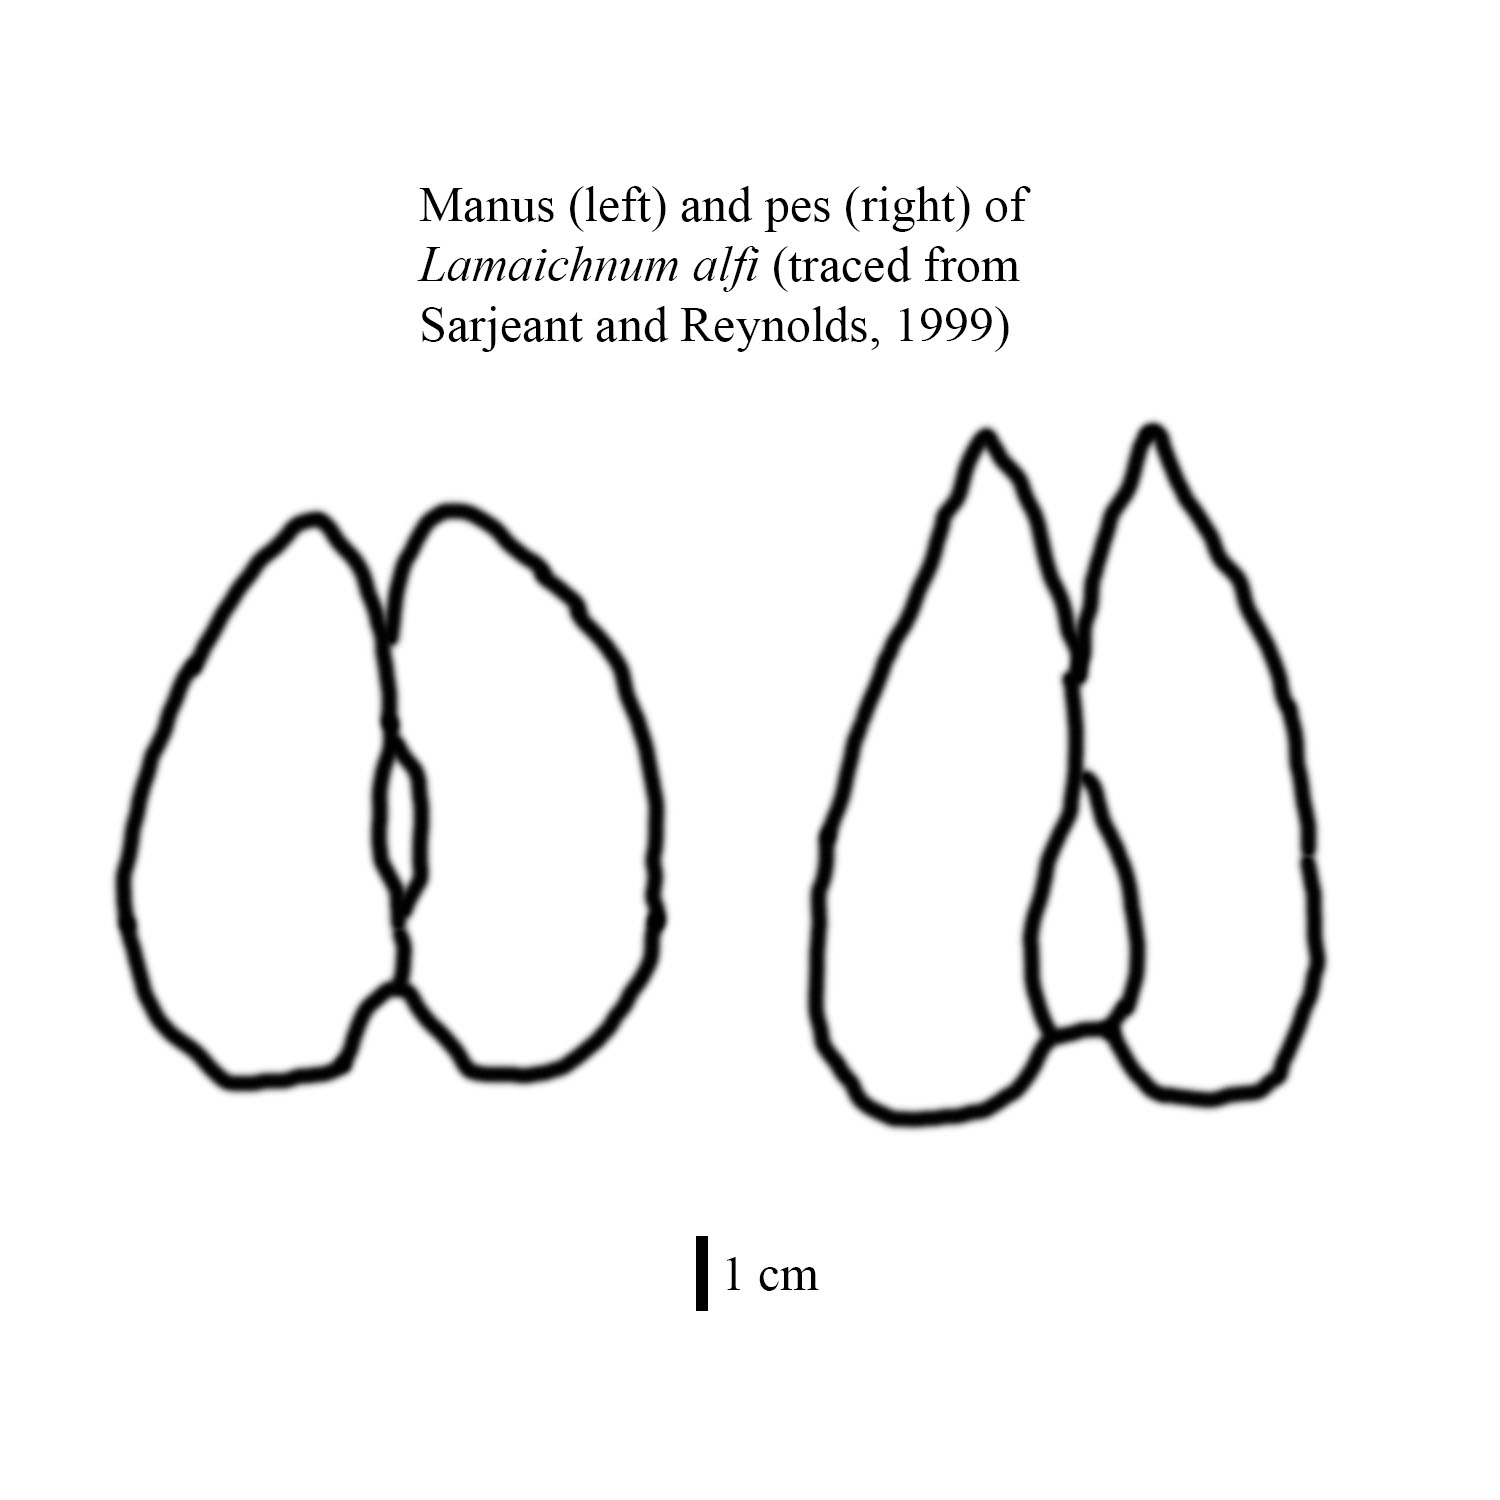 Manus (left) and pes (right) of
Lamaichnum alfi (traced from
Sarjeant and Reynolds, 1999)
1 cm